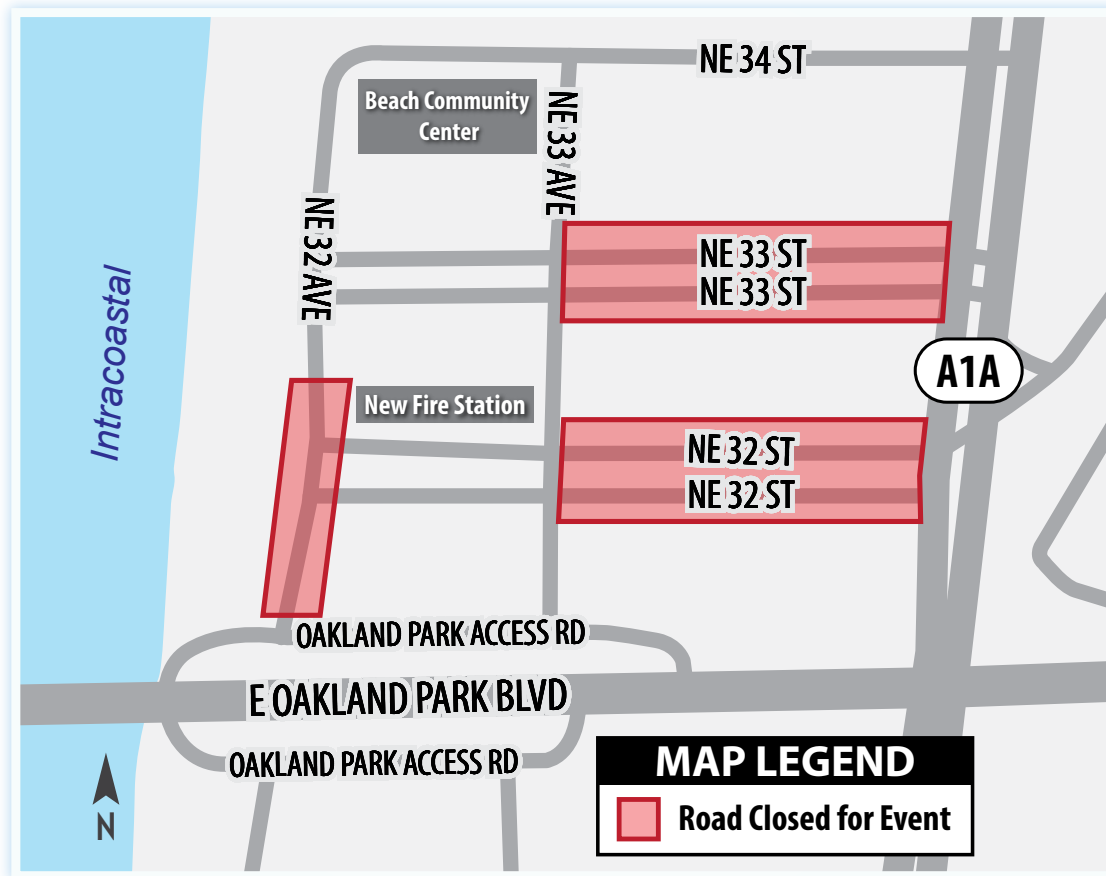 NE 34 ST
Beach Community
Center
NE 33 AVE
NE 32 AVE
NE 33 ST
NE 33 ST
Intracoastal
A1A
New Fire Station
NE 32 ST
NE 32 ST
OAKLAND PARK ACCESS RD
E OAKLAND PARK BLVD
OAKLAND PARK ACCESS RD
N
MAP LEGEND
Road Closed for Event